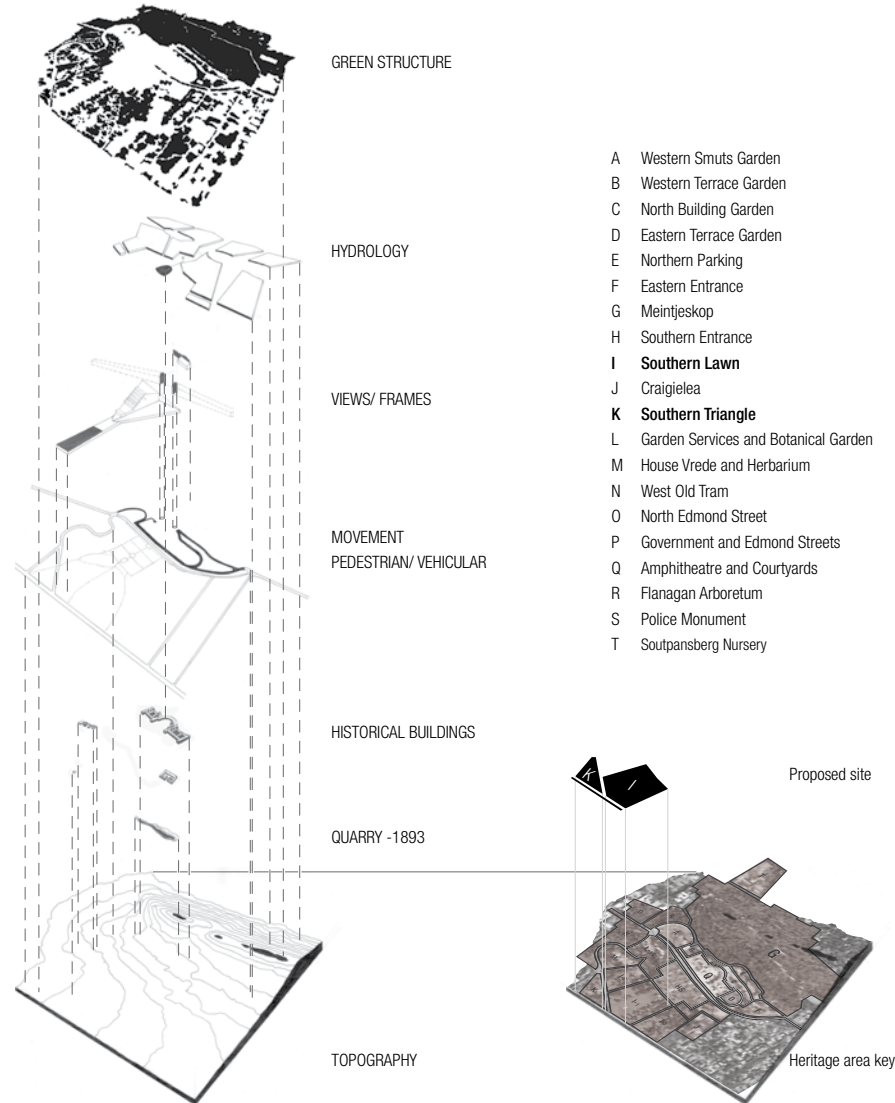 GREEN STRUCTURE
HYDROLOGY
VIEWS/ FRAMES
MOVEMENT
PEDESTRIAN/ VEHICULAR
HISTORICAL BUILDINGS
QUARRY -1893
TOPOGRAPHY
A Western Smuts Garden
B Western Terrace Garden
C North Building Garden
D Eastern Terrace Garden
E Northern Parking
F Eastern Entrance
G Meintjeskop
H Southern Entrance
I Southern Lawn
J Craigielea
K Southern Triangle
L Garden Services and Botanical Garden
M House Vrede and Herbarium
N West Old Tram
O North Edmond Street
P Government and Edmond Streets
Q Amphitheatre and Courtyards
R Flanagan Arboretum
S Police Monument
T Soutpansberg Nursery
K
I
Proposed site
G
Heritage area key